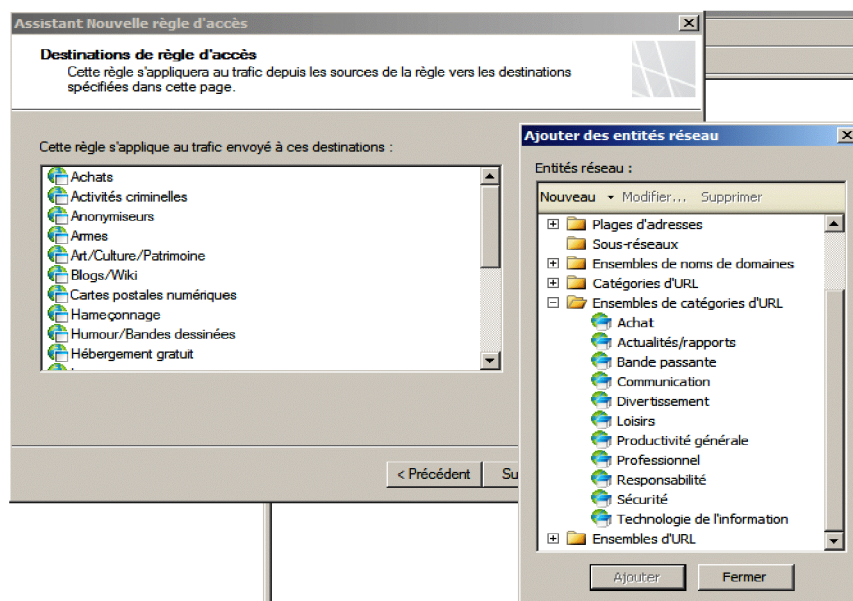 Assistant Nouvelle règle d'accès
Destinations de règle d'accès
Cette règle s'appliquera au trafic depuis les sources de la règle vers les destinations
spécifiées dans cette page.
Cette règle s'applique au trafic envoyé à ces destinations :
Achats
Activités criminelles
Anonymiseurs
Armes
Art/Culture/Patrimoine
Blogs/Wiki
Cartes postales numériques
Hameçonnage
Humour/Bandes dessinées
Hébergement gratuit
< Précédent
Su
Ajouter des entités réseau
Entités réseau :
Nouveau Modifier... Supprimer
Plages d'adresses
Sous-réseaux
Ensembles de noms de domaines
Catégories d'URL
Ensembles de catégories d'URL
Achat
Actualités/rapports
Bande passante
Communication
Divertissement
Loisirs
Productivité générale
Professionnel
Responsabilité
Sécurité
Technologie de l'information
Ensembles d'URL
Ajouter
Fermer